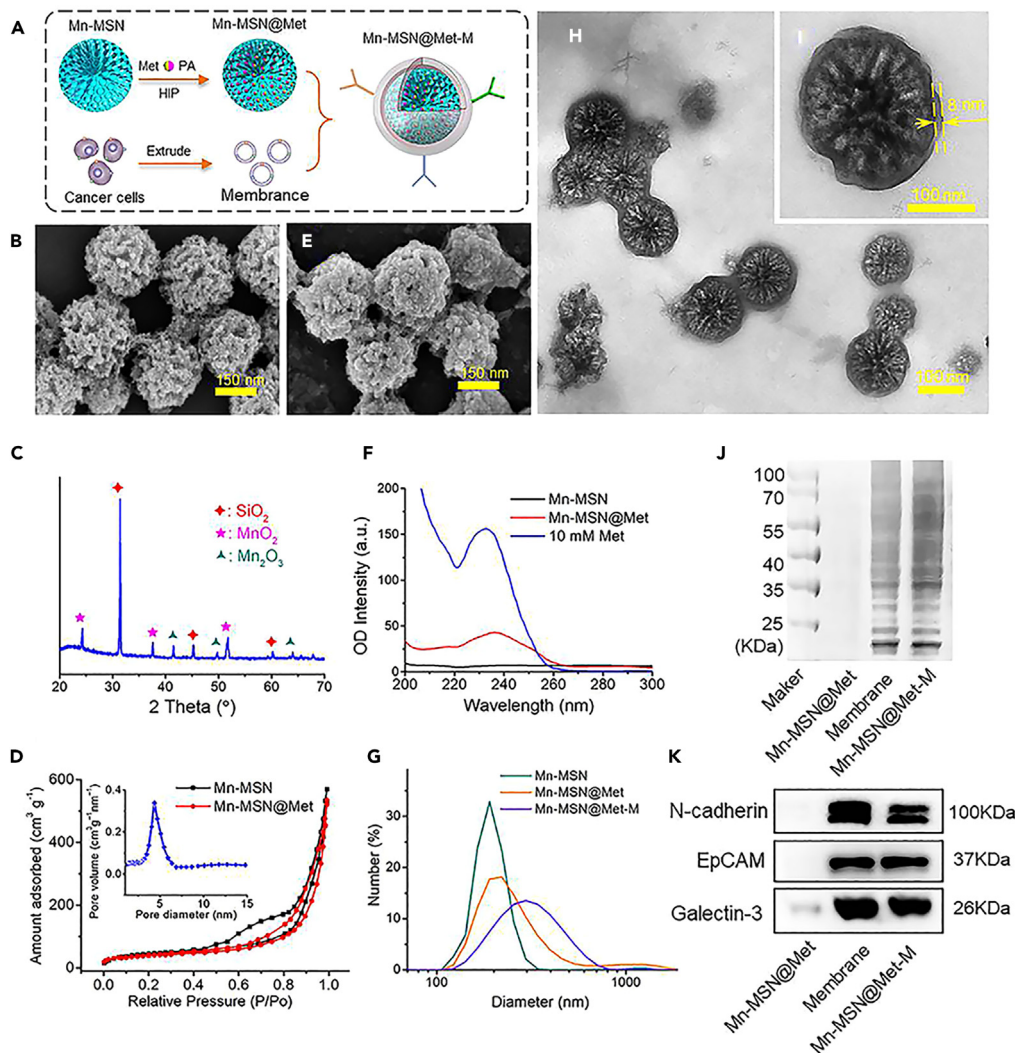 A
Mn-MSN
Mn-MSN@Met
Mn-MSN@Met-M
Met PA
HIP
Extrude
Cancer cells
Membrance
B
150 nm
E
150 nm
H
100 nm
I
8 nm
100 nm
C
: SiO2
: MnO2
: Mn2O3
20 30 40 50 60 70
2 Theta (°)
F
OD Intensity (a.u.)
200
150
100
50
0
Mn-MSN
Mn-MSN@Met
10 mM Met
200 220 240 260 280 300
Wavelength (nm)
J
100
70
55
40
35
25
(KDa)
Maker
Mn-MSN@Met
Membrane
Mn-MSN@Met-M
D
Amount adsorbed (cm³ g⁻¹)
600
400
200
0
Mn-MSN
Mn-MSN@Met
Pore volume (cm³g⁻¹nm⁻¹)
0.4
0.2
0.0
5 10 15
Pore diameter (nm)
0.0 0.2 0.4 0.6 0.8 1.0
Relative Pressure (P/Po)
G
Number (%)
30
20
10
0
Mn-MSN
Mn-MSN@Met
Mn-MSN@Met-M
100 1000
Diameter (nm)
K
N-cadherin 100KDa
EpCAM 37KDa
Galectin-3 26KDa
Mn-MSN@Met
Membrane
Mn-MSN@Met-M